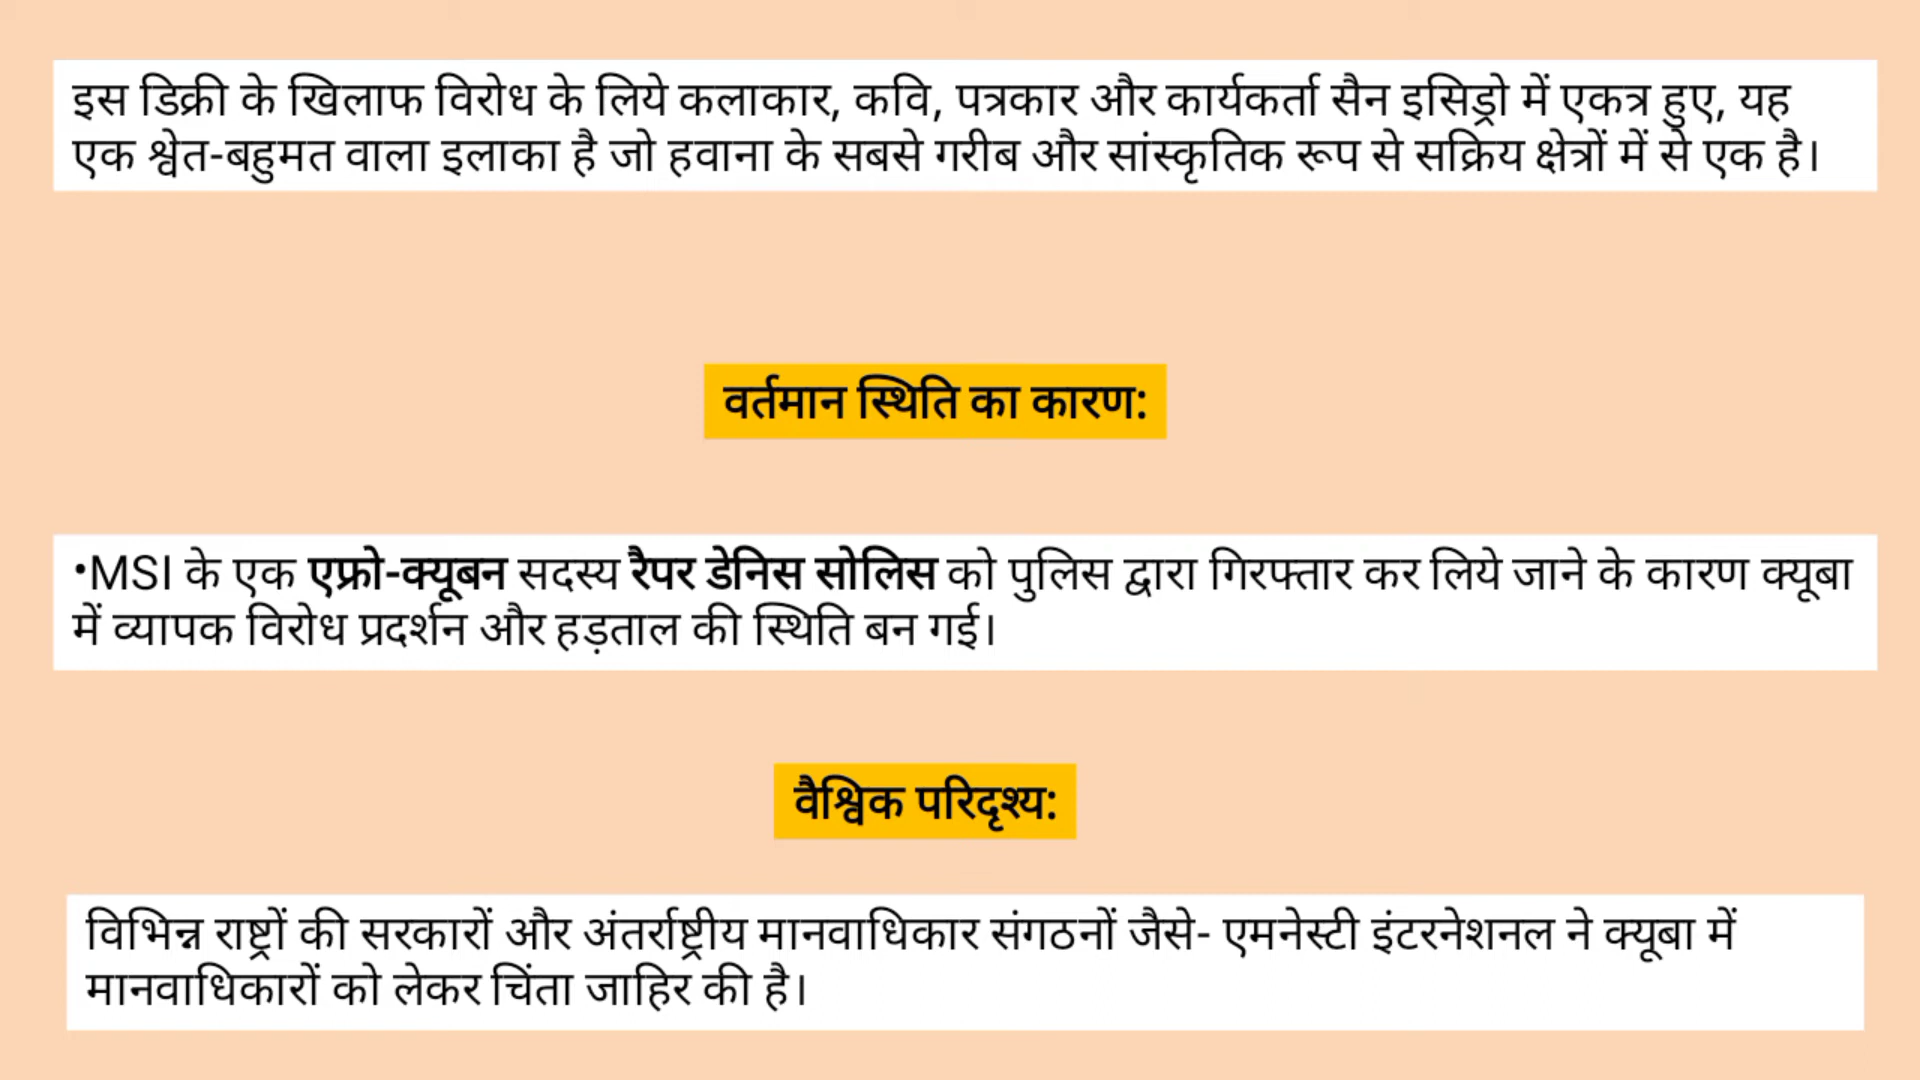 इस डिक्री के खिलाफ विरोध के लिये कलाकार, कवि, पत्रकार और कार्यकर्ता सैन इसिड्रो में एकत्र हुए, यह
एक श्वेत-बहुमत वाला इलाका है जो हवाना के सबसे गरीब और सांस्कृतिक रूप से सक्रिय क्षेत्रों में से एक है।
वर्तमान स्थिति का कारण:
•MSI के एक एफ्रो-क्यूबन सदस्य रैपर डेनिस सोलिस को पुलिस द्वारा गिरफ्तार कर लिये जाने के कारण क्यूबा
में व्यापक विरोध प्रदर्शन और हड़ताल की स्थिति बन गई।
वैश्विक परिदृश्य:
विभिन्न राष्ट्रों की सरकारों और अंतर्राष्ट्रीय मानवाधिकार संगठनों जैसे- एमनेस्टी इंटरनेशनल ने क्यूबा में
मानवाधिकारों को लेकर चिंता जाहिर की है।